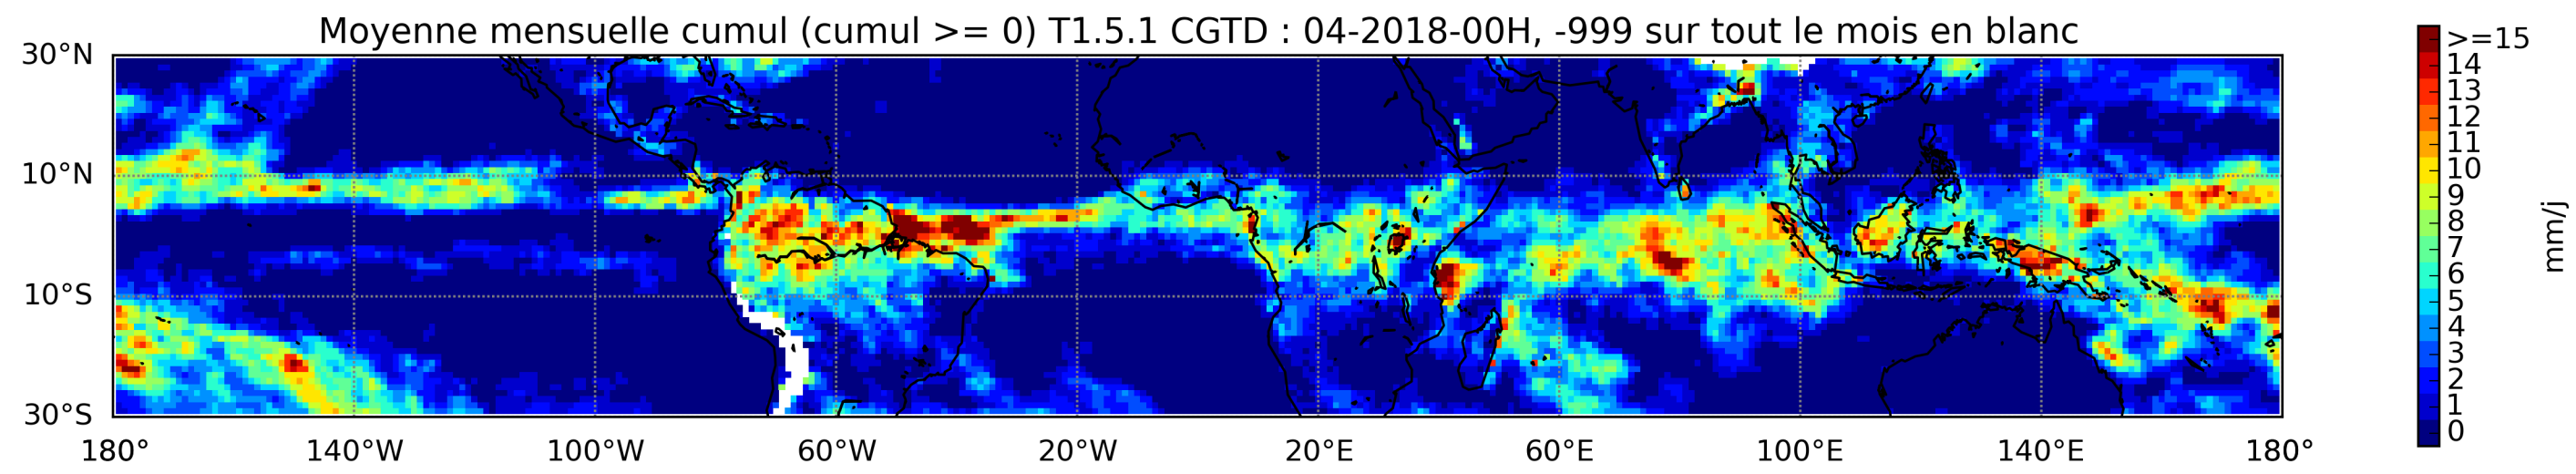 Moyenne mensuelle cumul (cumul >= 0) T1.5.1 CGTD : 04-2018-00H, -999 sur tout le mois en blanc
30°N
10°N
10°S
30°S
180°
140°W
100°W
60°W
20°W
20°E
60°E
100°E
140°E
180°
>=15
14
13
12
11
10
9
8
7
6
5
4
3
2
1
0
mm/j